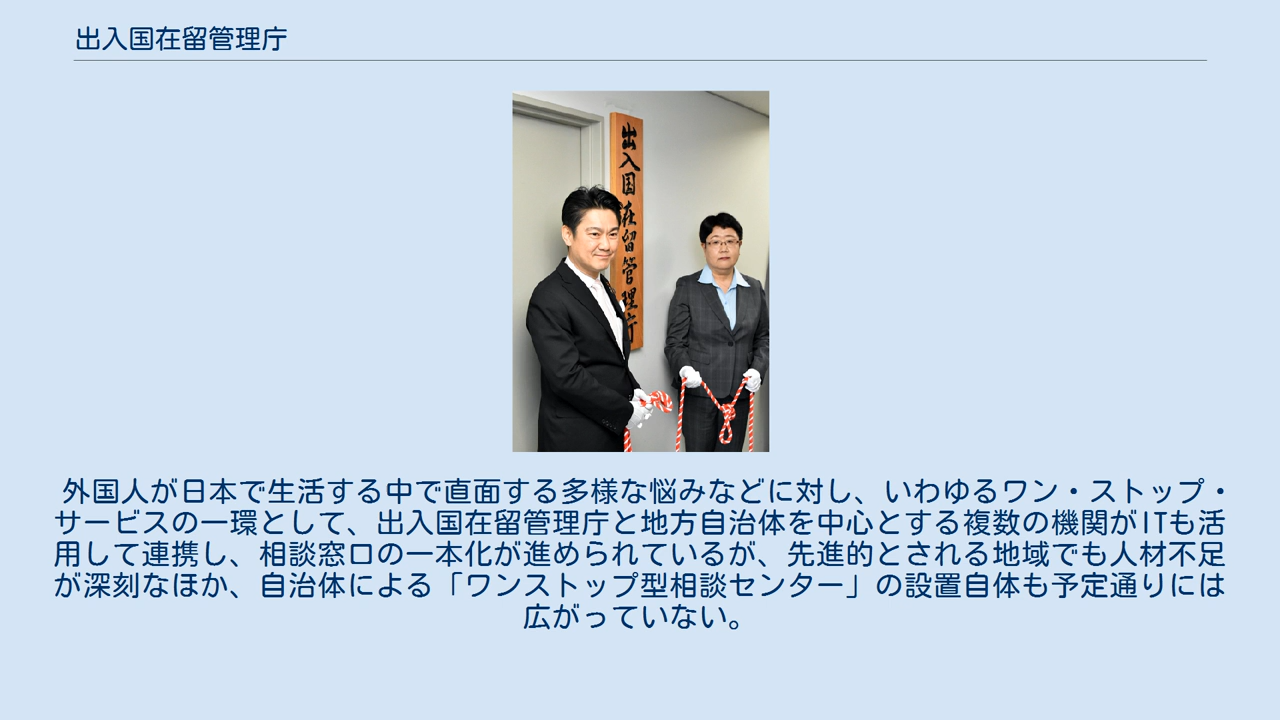 出入国在留管理庁
出入国在留管理庁
外国人が日本で生活する中で直面する多様な悩みなどに対し、いわゆるワン・ストップ・
サービスの一環として、出入国在留管理庁と地方自治体を中心とする複数の機関がITも活
用して連携し、相談窓口の一本化が進められているが、先進的とされる地域でも人材不足
が深刻なほか、自治体による「ワンストップ型相談センター」の設置自体も予定通りには
広がっていない。